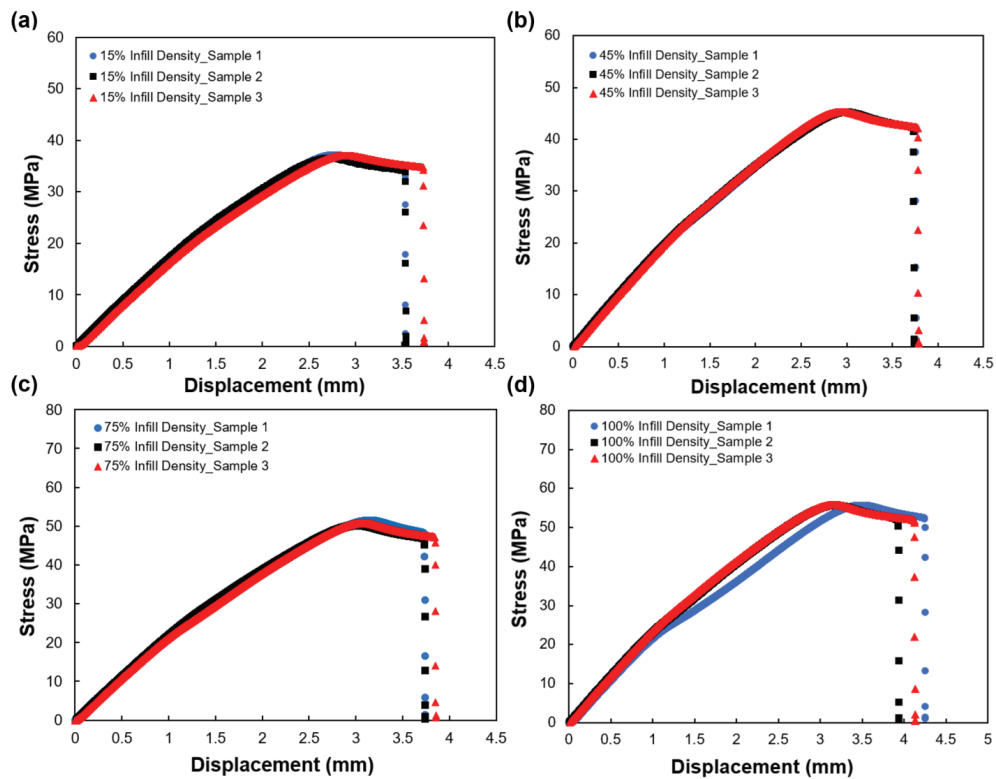 (a)
60
50
40
30
20
10
0
Stress (MPa)
15% Infill Density_Sample 1
15% Infill Density_Sample 2
15% Infill Density_Sample 3
0 0.5 1 1.5 2 2.5 3 3.5 4 4.5
Displacement (mm)
(b)
60
50
40
30
20
10
0
Stress (MPa)
45% Infill Density_Sample 1
45% Infill Density_Sample 2
45% Infill Density_Sample 3
0 0.5 1 1.5 2 2.5 3 3.5 4 4.5
Displacement (mm)
(c)
80
70
60
50
40
30
20
10
0
Stress (MPa)
75% Infill Density_Sample 1
75% Infill Density_Sample 2
75% Infill Density_Sample 3
0 0.5 1 1.5 2 2.5 3 3.5 4 4.5
Displacement (mm)
(d)
80
70
60
50
40
30
20
10
0
Stress (MPa)
100% Infill Density_Sample 1
100% Infill Density_Sample 2
100% Infill Density_Sample 3
0 0.5 1 1.5 2 2.5 3 3.5 4 4.5 5
Displacement (mm)